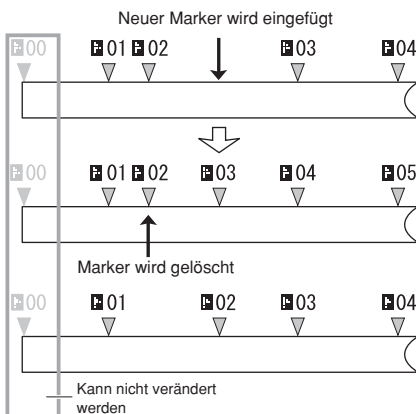 Neuer Marker wird eingefügt
00 01 02 03 04
00 01 02 03 04 05
Marker wird gelöscht
00 01 02 03 04
Kann nicht verändert
werden